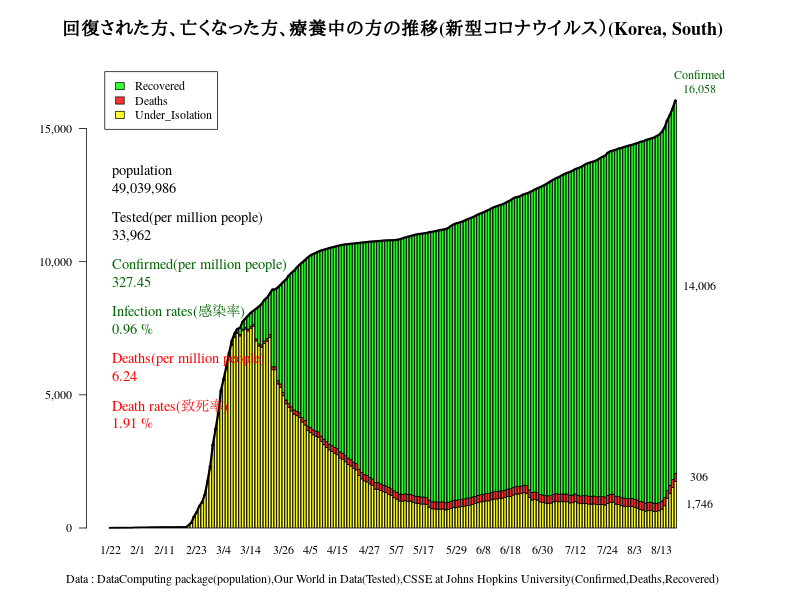 回復された方、亡くなった方、療養中の方の推移(新型コロナウイルス)(Korea, South)
Confirmed
16,058
Recovered
Deaths
Under_Isolation
15,000
population
49,039,986
Tested(per million people)
33,962
10,000
Confirmed(per million people)
327.45
14,006
Infection rates(感染率)
0.96 %
Deaths(per million people)
6.24
5,000
Death rates(致死率)
1.91 %
306
1,746
0
1/22 2/1 2/11 2/23 3/4 3/14 3/26 4/5 4/15 4/27 5/7 5/17 5/29 6/8 6/18 6/30 7/12 7/24 8/3 8/13
Data : DataComputing package(population),Our World in Data(Tested),CSSE at Johns Hopkins University(Confirmed,Deaths,Recovered)